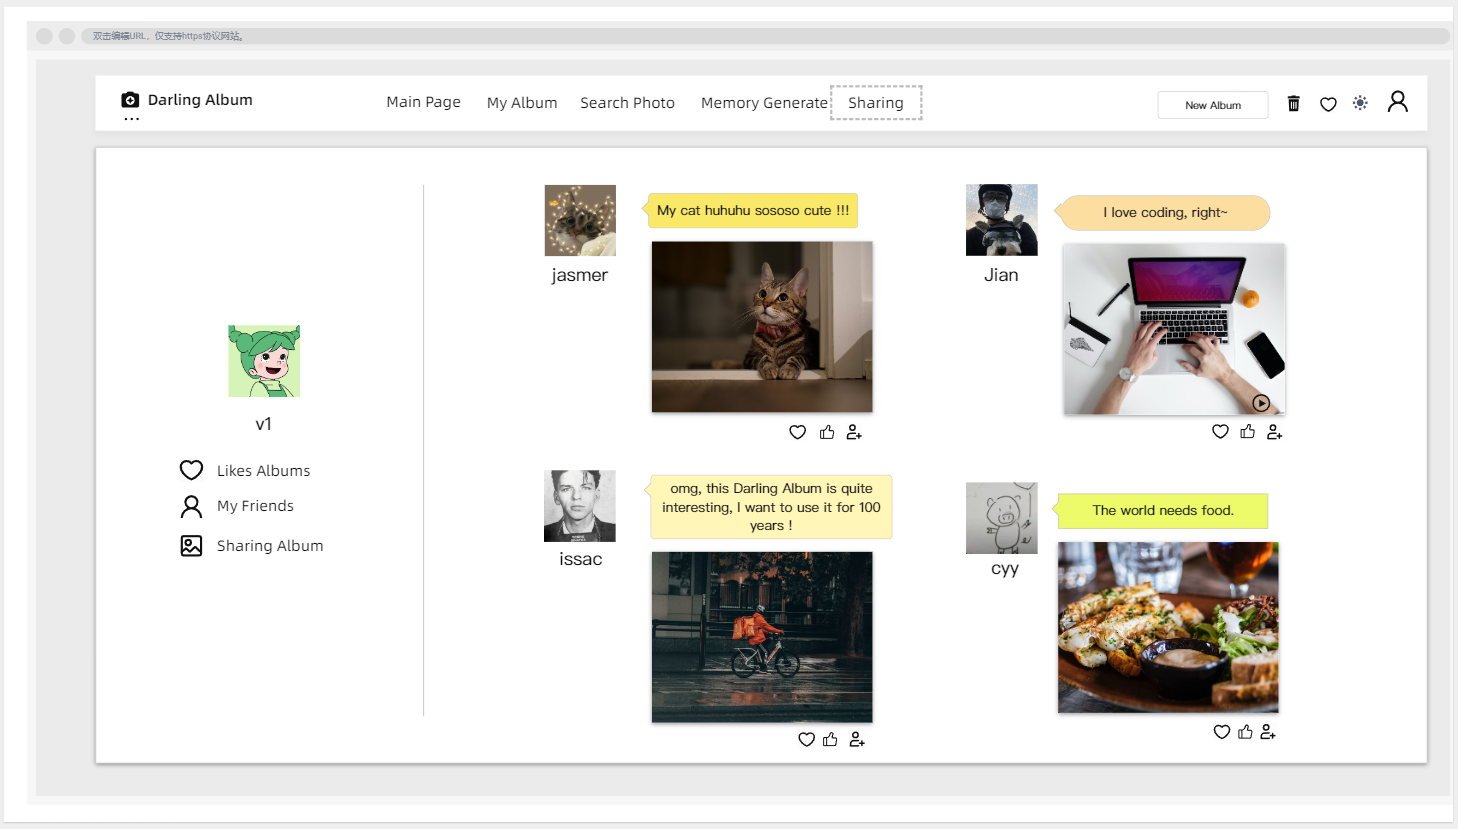 双击编辑URL，仅支持https协议网站。
Darling Album
...
Main Page
My Album
Search Photo
Memory Generate
Sharing
New Album
v1
Likes Albums
My Friends
Sharing Album
jasmer
My cat huhuhu sososo cute !!!
Jian
I love coding, right~
issac
omg, this Darling Album is quite
interesting, I want to use it for 100
years !
cyy
The world needs food.